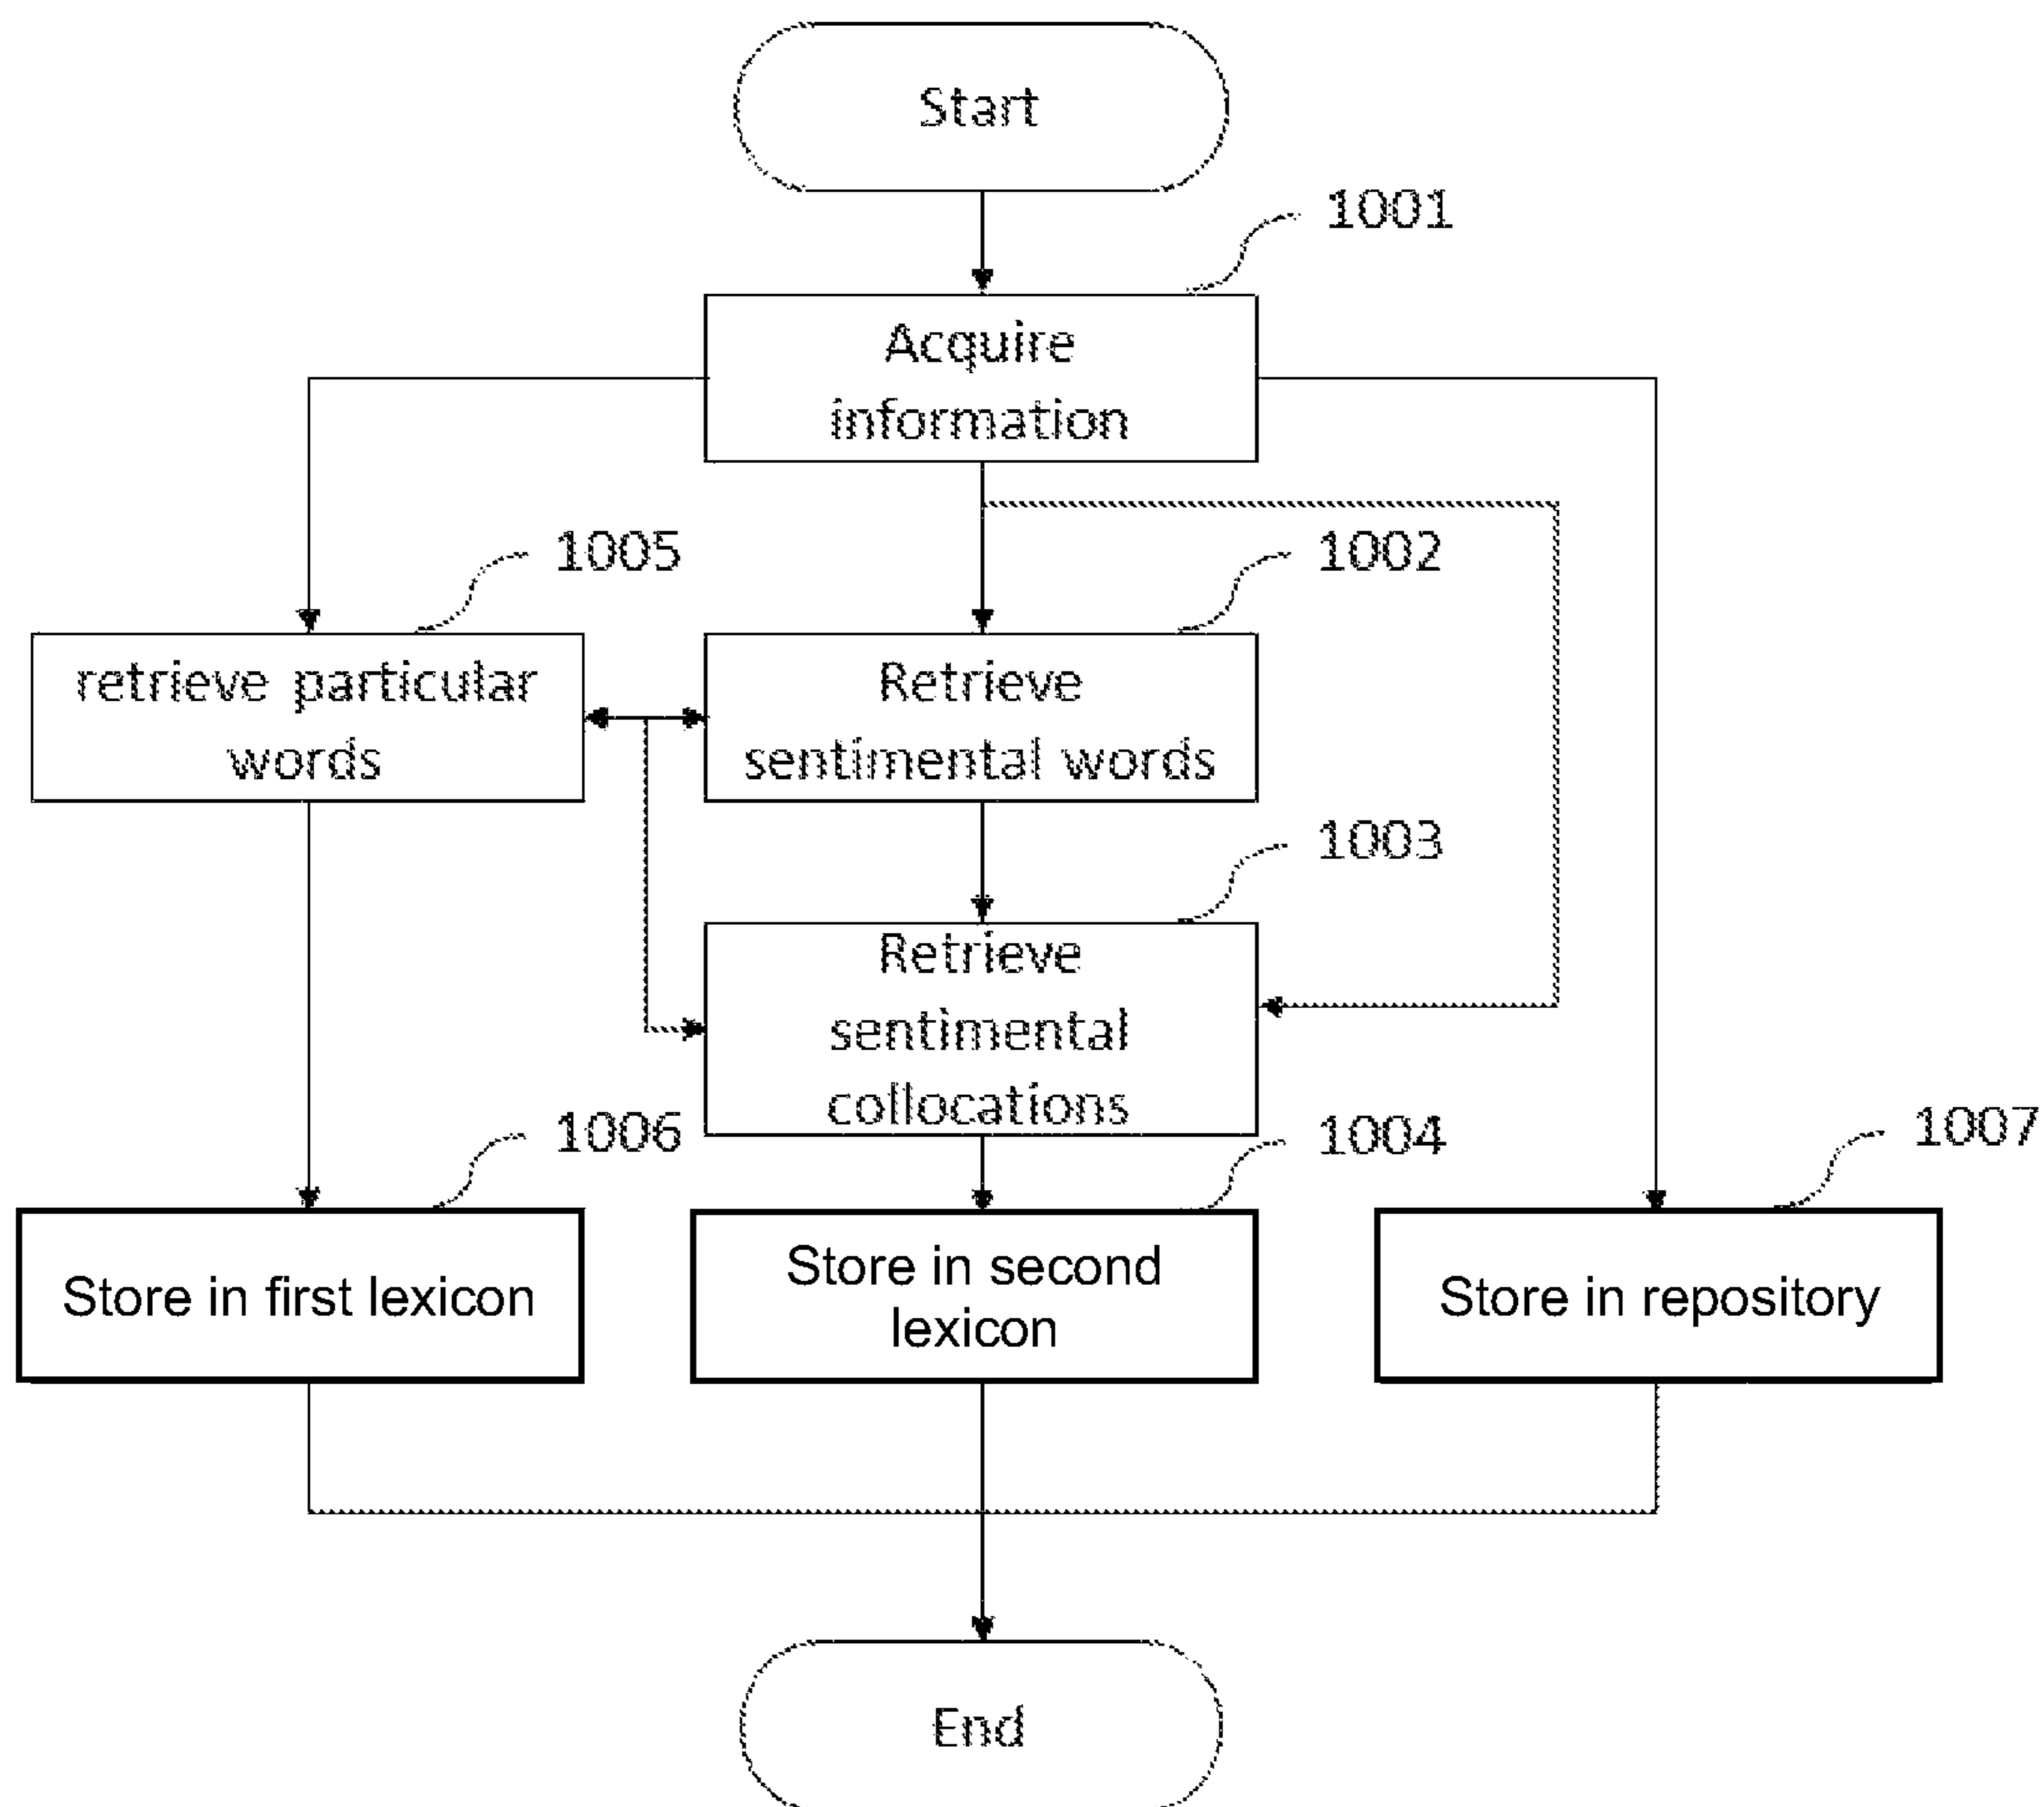 Start
1001
Acquire
information
1005
1002
retrieve particular
words
Retrieve
sentimental words
1003
Retrieve
sentimental
collocations
1006
1004
1007
Store in first lexicon
Store in second
lexicon
Store in repository
End